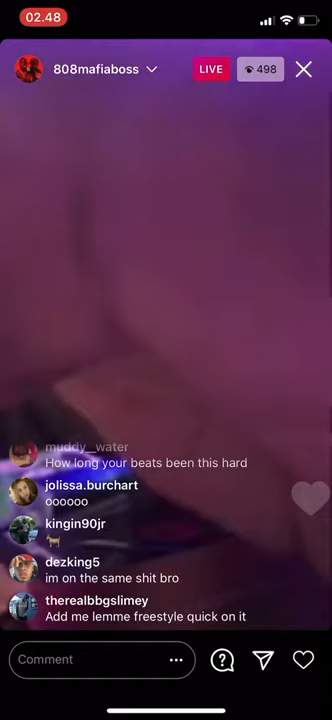 02.48
808mafiaboss
LIVE
498
muddy__water
How long your beats been this hard
jolissa.burchart
oooooo
kingin90jr
🐐
dezking5
im on the same shit bro
therealbbgslimey
Add me lemme freestyle quick on it
Comment